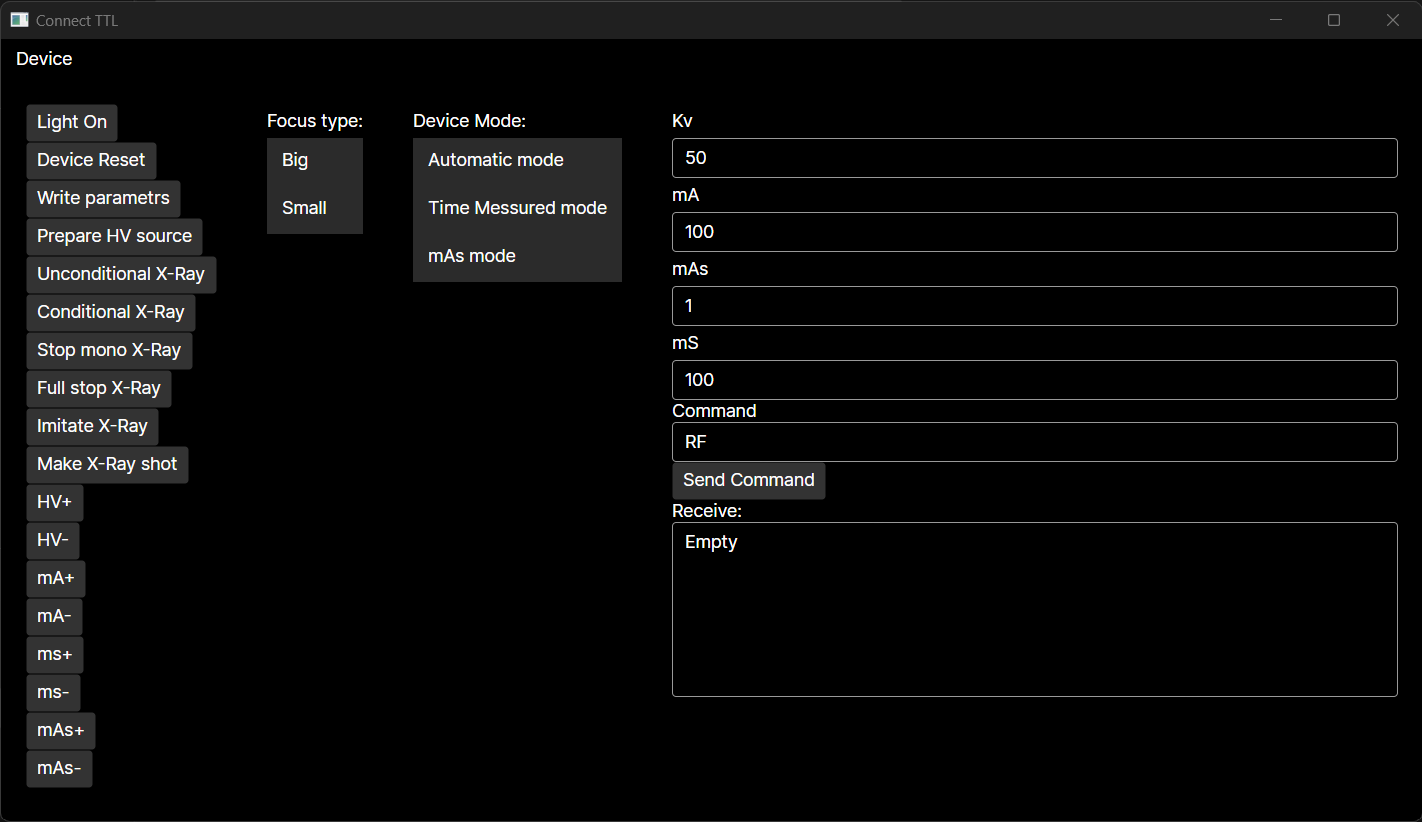 Connect TTL
Device
Light On
Device Reset
Write parametrs
Prepare HV source
Unconditional X-Ray
Conditional X-Ray
Stop mono X-Ray
Full stop X-Ray
Imitate X-Ray
Make X-Ray shot
HV+
HV-
mA+
mA-
ms+
ms-
mAs+
mAs-
Focus type:
Big
Small
Device Mode:
Automatic mode
Time Messured mode
mAs mode
Kv
50
mA
100
mAs
1
mS
100
Command
RF
Send Command
Receive:
Empty